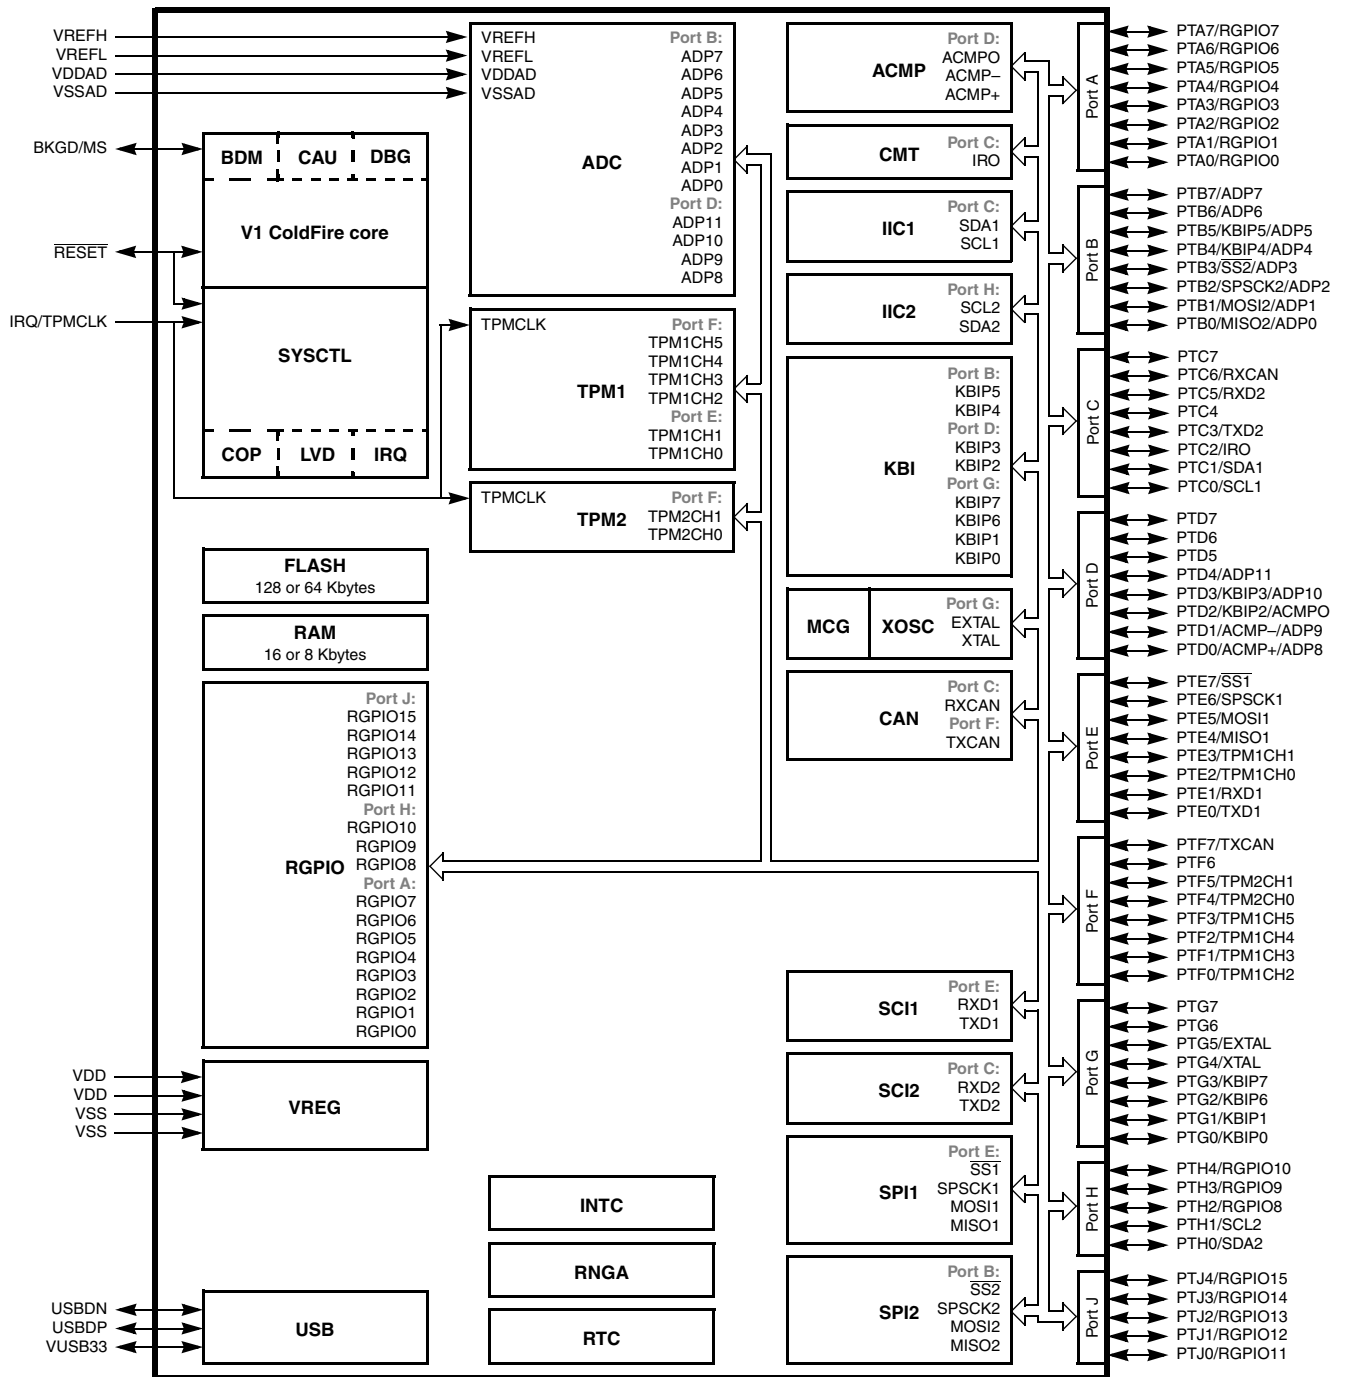 VREFH
VREFL
VDDAD
VSSAD
BKGD/MS
RESET
IRQ/TPMCLK
BDM
CAU
DBG
V1 ColdFire core
SYSCTL
COP
LVD
IRQ
FLASH
128 or 64 Kbytes
RAM
16 or 8 Kbytes
RGPIO
Port J:
RGPIO15
RGPIO14
RGPIO13
RGPIO12
RGPIO11
Port H:
RGPIO10
RGPIO9
RGPIO8
Port A:
RGPIO7
RGPIO6
RGPIO5
RGPIO4
RGPIO3
RGPIO2
RGPIO1
RGPIO0
VDD
VDD
VSS
VSS
VREG
USBDN
USBDP
VUSB33
USB
VREFH
VREFL
VDDAD
VSSAD
ADC
Port B:
ADP7
ADP6
ADP5
ADP4
ADP3
ADP2
ADP1
ADP0
Port D:
ADP11
ADP10
ADP9
ADP8
TPMCLK
TPM1
Port F:
TPM1CH5
TPM1CH4
TPM1CH3
TPM1CH2
Port E:
TPM1CH1
TPM1CH0
TPMCLK
TPM2
Port F:
TPM2CH1
TPM2CH0
INTC
RNGA
RTC
ACMP
Port D:
ACMPO
ACMP–
ACMP+
CMT
Port C:
IRO
IIC1
Port C:
SDA1
SCL1
IIC2
Port H:
SCL2
SDA2
KBI
Port B:
KBIP5
KBIP4
Port D:
KBIP3
KBIP2
Port G:
KBIP7
KBIP6
KBIP1
KBIP0
MCG
XOSC
Port G:
EXTAL
XTAL
CAN
Port C:
RXCAN
Port F:
TXCAN
SCI1
Port E:
RXD1
TXD1
SCI2
Port C:
RXD2
TXD2
SPI1
Port E:
SS1
SPSCK1
MOSI1
MISO1
SPI2
Port B:
SS2
SPSCK2
MOSI2
MISO2
Port A
PTA7/RGPIO7
PTA6/RGPIO6
PTA5/RGPIO5
PTA4/RGPIO4
PTA3/RGPIO3
PTA2/RGPIO2
PTA1/RGPIO1
PTA0/RGPIO0
Port B
PTB7/ADP7
PTB6/ADP6
PTB5/KBIP5/ADP5
PTB4/KBIP4/ADP4
PTB3/SS2/ADP3
PTB2/SPSCK2/ADP2
PTB1/MOSI2/ADP1
PTB0/MISO2/ADP0
Port C
PTC7
PTC6/RXCAN
PTC5/RXD2
PTC4
PTC3/TXD2
PTC2/IRO
PTC1/SDA1
PTC0/SCL1
Port D
PTD7
PTD6
PTD5
PTD4/ADP11
PTD3/KBIP3/ADP10
PTD2/KBIP2/ACMPO
PTD1/ACMP–/ADP9
PTD0/ACMP+/ADP8
Port E
PTE7/SS1
PTE6/SPSCK1
PTE5/MOSI1
PTE4/MISO1
PTE3/TPM1CH1
PTE2/TPM1CH0
PTE1/RXD1
PTE0/TXD1
Port F
PTF7/TXCAN
PTF6
PTF5/TPM2CH1
PTF4/TPM2CH0
PTF3/TPM1CH5
PTF2/TPM1CH4
PTF1/TPM1CH3
PTF0/TPM1CH2
Port G
PTG7
PTG6
PTG5/EXTAL
PTG4/XTAL
PTG3/KBIP7
PTG2/KBIP6
PTG1/KBIP1
PTG0/KBIP0
Port H
PTH4/RGPIO10
PTH3/RGPIO9
PTH2/RGPIO8
PTH1/SCL2
PTH0/SDA2
Port J
PTJ4/RGPIO15
PTJ3/RGPIO14
PTJ2/RGPIO13
PTJ1/RGPIO12
PTJ0/RGPIO11